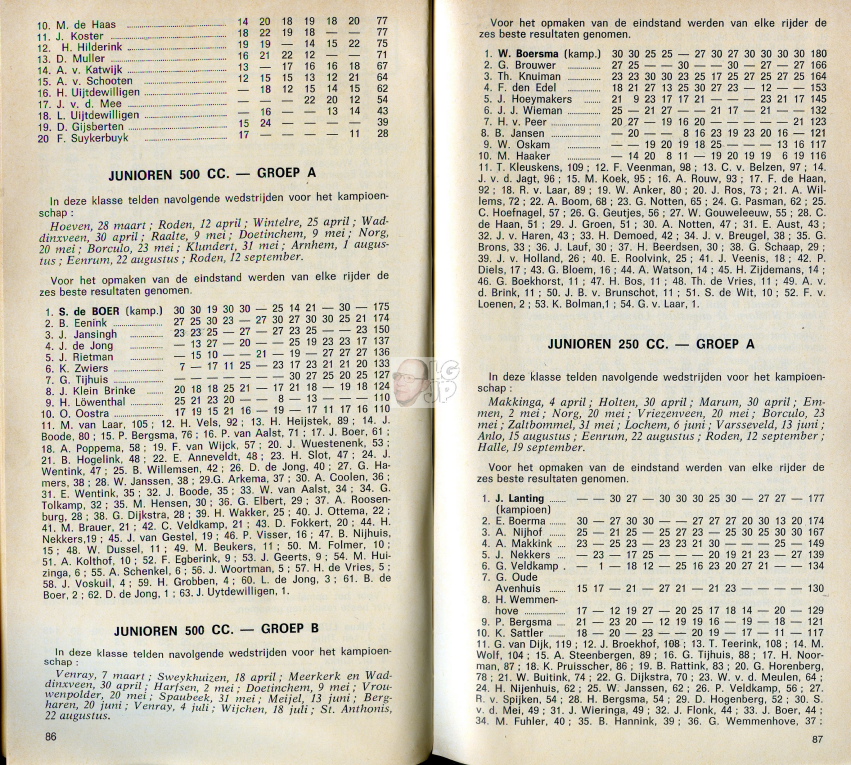 10. M. de Haas 14 20 18 19 18 20 77
11. J. Koster 18 22 19 18 — — 77
12. H. Hilderink 19 19 — 14 15 22 75
13. D. Muller 16 21 22 12 — — 71
14. A. v. Katwijk 13 — 17 16 16 18 67
15. A. v. Schooten 12 15 15 13 12 21 64
16. H. Uijtdewilligen — 18 12 15 14 15 62
17. J. v. d. Mee — — — 22 20 12 54
18. L. Uijtdewilligen — 16 — — 13 14 43
19. D. Gijsberten 15 24 — — — — 39
20 F. Suykerbuyk 17 — — — — 11 28
JUNIOREN 500 CC. — GROEP A
In deze klasse telden navolgende wedstrijden voor het kampioen-
schap :
Hoeven, 28 maart ; Roden, 12 april ; Wintelre, 25 april ; Wad-
dinxveen, 30 april ; Raalte, 9 mei ; Doetinchem, 9 mei ; Norg,
20 mei ; Borculo, 23 mei ; Klundert, 31 mei ; Arnhem, 1 augus-
tus ; Eenrum, 22 augustus ; Roden, 12 september.
Voor het opmaken van de eindstand werden van elke rijder de
zes beste resultaten genomen.
1. S. de BOER (kamp.) 30 30 19 30 30 — 25 14 21 — 30 — 175
2. B. Eenink 27 25 30 23 — 27 30 27 30 30 25 21 174
3. J. Jansingh 23 23 25 — 27 — 27 23 25 — — 23 150
4. J. de Jong — 13 27 — 20 — — 25 19 23 23 17 137
5. J. Rietman — 15 10 — — 21 — 19 — 27 27 27 136
6. K. Zwiers 7 — 17 11 25 — 23 17 23 21 21 20 133
7. G. Tijhuis — — — — — — — 30 27 25 20 25 127
8. J. Klein Brinke 20 18 18 25 21 — 17 21 18 — 19 18 124
9. H. Löwenthal 25 21 23 20 — — 8 — 13 — — — 110
10. O. Oostra 17 19 15 21 16 — 19 — 17 11 17 16 110
11. M. van Laar, 105 ; 12. H. Vels, 92 ; 13. H. Heijstek, 89 ; 14. J.
Boode, 80 ; 15. P. Bergsma, 76 ; 16. P. van Aalst, 71 ; 17. J. Boer, 61 ;
18. A. Poppema, 58 ; 19. F. van Wijck, 57 ; 20. J. Wuestenenk, 53 ;
21. B. Hogelink, 48 ; 22. E. Anneveldt, 48 ; 23. H. Slot, 47 ; 24. J.
Wentink, 47 ; 25. B. Willemsen, 42 ; 26. D. de Jong, 40 ; 27. G. Ha-
mers, 38 ; 28. W. Janssen, 38 ; 29.G. Arkema, 37 ; 30. A. Coolen, 36 ;
31. E. Wentink, 35 ; 32. J. Boode, 35 ; 33. W. van Aalst, 34 ; 34. G.
Tolkamp, 32 ; 35. M. Hensen, 30 ; 36. G. Elbert, 29 ; 37. A. Roosen-
burg, 28 ; 38. G. Dijkstra, 28 ; 39. H. Wakker, 25 ; 40. J. Ottema, 22 ;
41. M. Brauer, 21 ; 42. C. Veldkamp, 21 ; 43. D. Fokkert, 20 ; 44. H.
Nekkers,19 ; 45. J. van Gestel, 19 ; 46. P. Visser, 16 ; 47. B. Nijhuis,
15 ; 48. W. Dussel, 11 ; 49. M. Beukers, 11 ; 50. M. Folmer, 10 ;
51. A. Kolthof, 10 ; 52. F. Egberink, 9 ; 53. J. Geerts, 9 ; 54. M. Hui-
zinga, 6 ; 55. A. Schenkel, 6 ; 56. J. Woortman, 5 ; 57. H. de Vries, 5 ;
58. J. Voskuil, 4 ; 59. H. Grobben, 4 ; 60. L. de Jong, 3 ; 61. B. de
Boer, 2 ; 62. D. de Jong, 1 ; 63. J. Uytdewilligen, 1.
JUNIOREN 500 CC. — GROEP B
In deze klasse telden navolgende wedstrijden voor het kampioen-
schap :
Venray, 7 maart ; Sweykhuizen, 18 april ; Meerkerk en Wad-
dinxveen, 30 april ; Harfsen, 2 mei ; Doetinchem, 9 mei ; Vrou-
wenpolder, 20 mei ; Spaubeek, 31 mei ; Meijel, 13 juni ; Berg-
haren, 20 juni ; Venray, 4 juli ; Wijchen, 18 juli ; St. Anthonis,
22 augustus.
86
Voor het opmaken van de eindstand werden van elke rijder de
zes beste resultaten genomen.
1. W. Boersma (kamp.) 30 30 25 25 — 27 30 27 30 30 30 30 180
2. G. Brouwer 27 25 — — 30 — — 30 — 27 — 27 166
3. Th. Kruiman 23 23 30 30 23 25 17 25 27 25 27 25 164
4. F. den Edel 18 21 27 13 25 30 27 23 — 12 — — 153
5. J. Hoeymakers 21 9 23 17 17 21 — — — 23 21 17 145
6. J. J. Wieman 25 — 21 27 — — 21 17 — 21 — — 132
7. H. v. Peer 20 27 — 19 16 20 — — — — 21 123
8. B. Jansen — 20 — — 8 16 23 19 23 20 16 — 121
9. W. Oskam — — 19 20 19 18 25 — — — 13 16 117
10. M. Haaker — 14 20 8 11 — 19 20 19 19 6 19 116
11. T. Kleuskens, 109 ; 12. F. Veenman, 98 ; 13. C. v. Belzen, 97 ; 14.
J. v. d. Jagt, 96 ; 15. M. Koek, 95 ; 16. A. Rouw, 93 ; 17. F. de Haan,
92 ; 18. R. v. Laar, 89 ; 19. W. Anker, 80 ; 20. J. Ros, 73 ; 21. A. Wil-
lems, 72 ; 22. A. Boom, 68 ; 23. G. Notten, 65 ; 24. G. Pasman, 62 ; 25.
C. Hoefnagel, 57 ; 26. G. Geutjes, 56 ; 27. W. Gouweleeuw, 55 ; 28. C.
de Haan, 51 ; 29. J. Groen, 51 ; 30. A. Notten, 47 ; 31. E. Aust, 43 ;
32. J. v. Haren, 43 ; 33. H. Demoed, 42 ; 34. J. v. Breugel, 38 ; 35. G.
Brons, 33 ; 36. J. Lauf, 30 ; 37. H. Beerdsen, 30 ; 38. G. Schaap, 29 ;
39. J. v. Holland, 26 ; 40. E. Roolvink, 25 ; 41. J. Veenis, 18 ; 42. P.
Diels, 17 ; 43. G. Bloem, 16 ; 44. A. Watson, 14 ; 45. H. Zijdemans, 14 ;
46. G. Boekhorst, 11 ; 47. H. Bos, 11 ; 48. Th. de Vries, 11 ; 49. A. v.
d. Brink, 11 ; 50. J. B. v. Brunschot, 11 ; 51. S. de Wit, 10 ; 52. F. v.
Loenen, 2 ; 53. K. Bolman,1 ; 54. G. v. Laar, 1.
JUNIOREN 250 CC. — GROEP A
In deze klasse telden navolgende wedstrijden voor het kampioen-
schap :
Makkinga, 4 april ; Holten, 30 april ; Marum, 30 april ; Em-
men, 2 mei ; Norg, 20 mei ; Vriezenveen, 20 mei ; Borculo, 23
mei ; Zaltbommel, 31 mei ; Lochem, 6 juni ; Varsseveld, 13 juni ;
Anlo, 15 augustus ; Eenrum, 22 augustus ; Roden, 12 september ;
Halle, 19 september.
Voor het opmaken van de eindstand werden van elke rijder de
zes beste resultaten genomen.
1. J. Lanting — — 30 27 — 30 30 30 25 30 — 27 27 — 177
(kampioen)
2. E. Boerma 30 — 27 30 30 — — 27 27 27 20 30 13 20 174
3. A. Nijhof 25 — 21 25 — 25 27 23 — 25 30 25 30 30 167
4. A. Makkink 23 — 25 23 — 23 23 21 30 — — — 25 — 149
5. J. Nekkers — 23 — 17 25 — — — 20 19 21 23 — 27 139
6. G. Veldkamp — 1 — 18 12 — 25 16 23 20 27 21 — — 134
7. G. Oude
Avenhuis 15 17 — 21 — 27 21 — 21 23 — — — — 130
8. H. Wemmen-
hove 17 — 12 19 27 — 20 25 17 18 14 — 20 — 129
9. P. Bergsma 21 — 23 20 — 12 19 19 16 — 19 — 18 — 121
10. K. Sattler 18 — 20 — 23 — — 20 19 — 17 — 11 — 117
11. G. van Dijk, 119 ; 12. J. Broekhof, 108 ; 13. T. Teerink, 108 ; 14. M.
Wolf, 104 ; 15. A. Steenbergen, 89 ; 16. G. Tijhuis, 88 ; 17. H. Noor-
man, 87 ; 18. K. Pruisscher, 86 ; 19. B. Rattink, 83 ; 20. G. Horenberg,
78 ; 21. W. Buitink, 74 ; 22. G. Dijkstra, 70 ; 23. W. v. d. Meulen, 64 ;
24. H. Nijenhuis, 62 ; 25. W. Janssen, 62 ; 26. P. Veldkamp, 56 ; 27.
R. v. Spijken, 54 ; 28. H. Bergsma, 54 ; 29. D. Hogenberg, 52 ; 30. S.
v. d. Mei, 49 ; 31. J. Wieringa, 49 ; 32. J. Flonk, 44 ; 33. J. Boer, 44 ;
34. M. Fuhler, 40 ; 35. B. Hannink, 39 ; 36. G. Wemmenhove, 37 ;
87